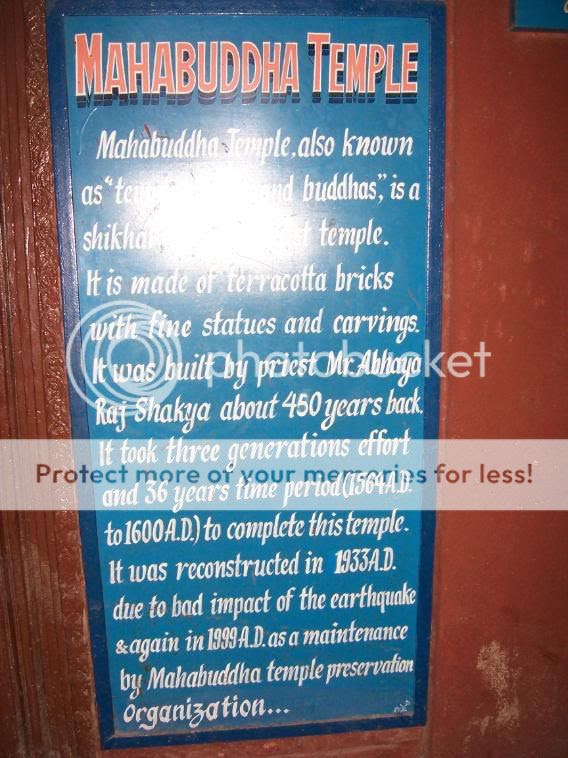 MAHABUDDHA TEMPLE
Mahabuddha Temple, also known
as "tem and buddhas", is a
shikhar st temple.
It is made of terracotta bricks
with fine statues and carvings.
It was built by priest Mr. Abhaya
Raj Shakya about 450 years back.
It took three generations effort
and 36 years time period (1564 A.D.
to 1600 A.D.) to complete this temple.
It was reconstructed in 1933 A.D.
due to bad impact of the earthquake
& again in 1999 A.D. as a maintenance
by Mahabuddha temple preservation
Organization...
photobucket
Protect more of your memories for less!